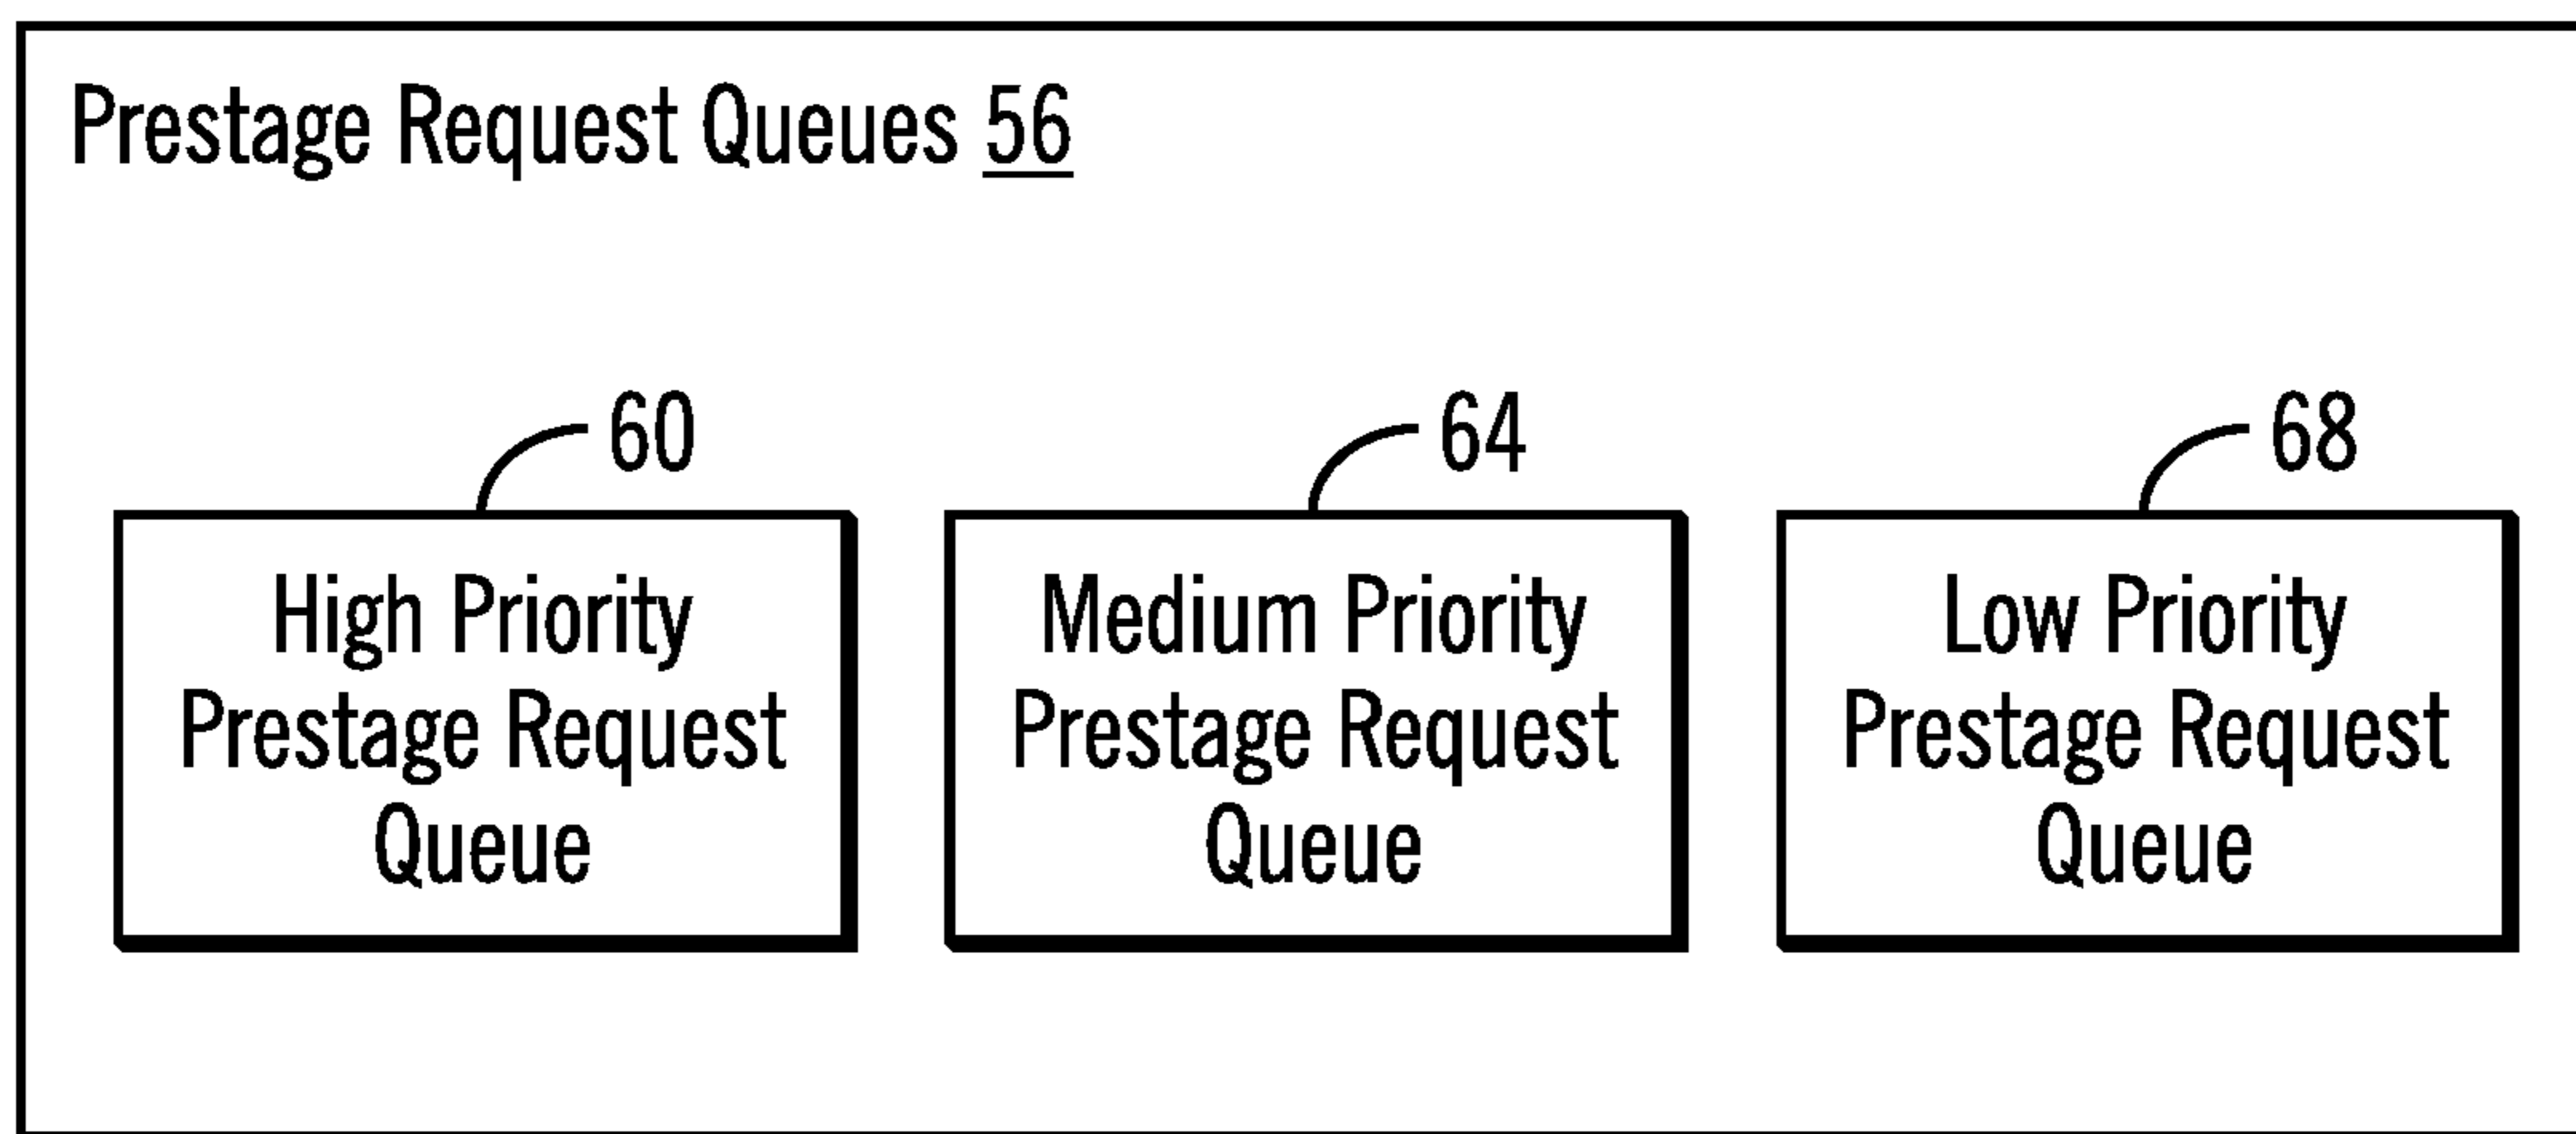 Prestage Request Queues 56
60
High Priority
Prestage Request
Queue
64
Medium Priority
Prestage Request
Queue
68
Low Priority
Prestage Request
Queue